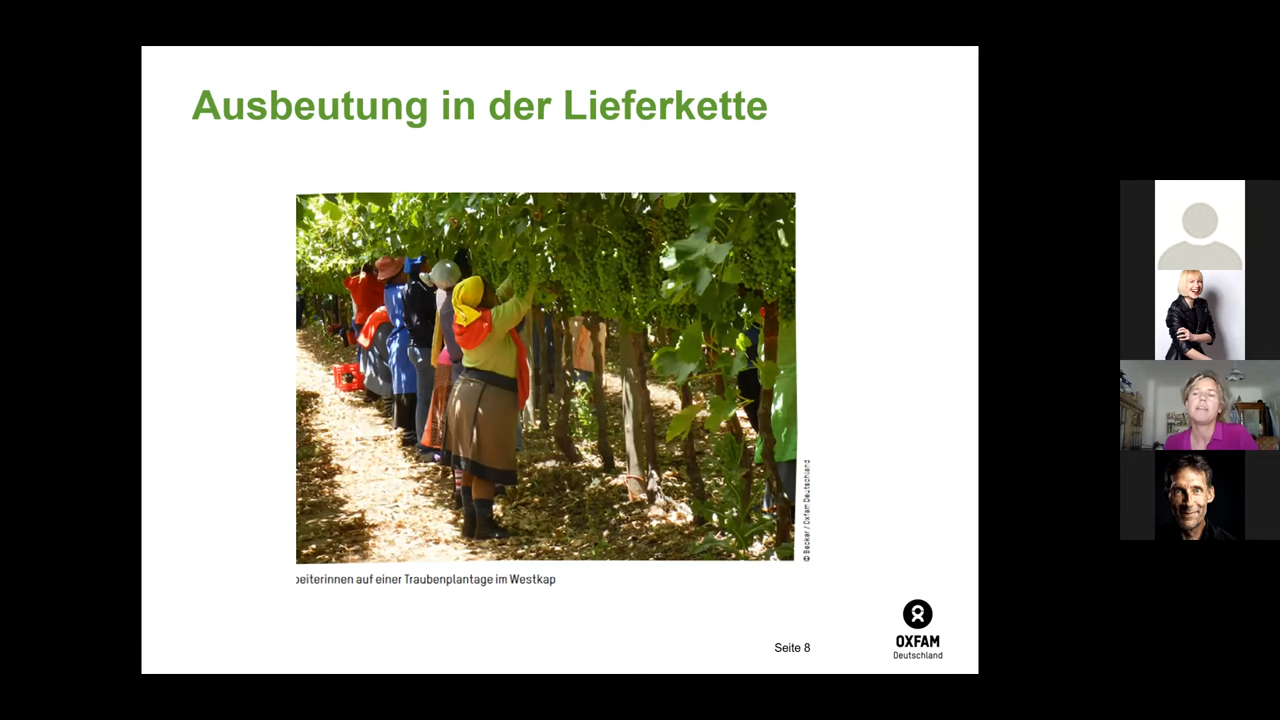 Ausbeutung in der Lieferkette
© Becker / Oxfam Deutschland
beiterinnen auf einer Traubenplantage im Westkap
Seite 8
OXFAM
Deutschland